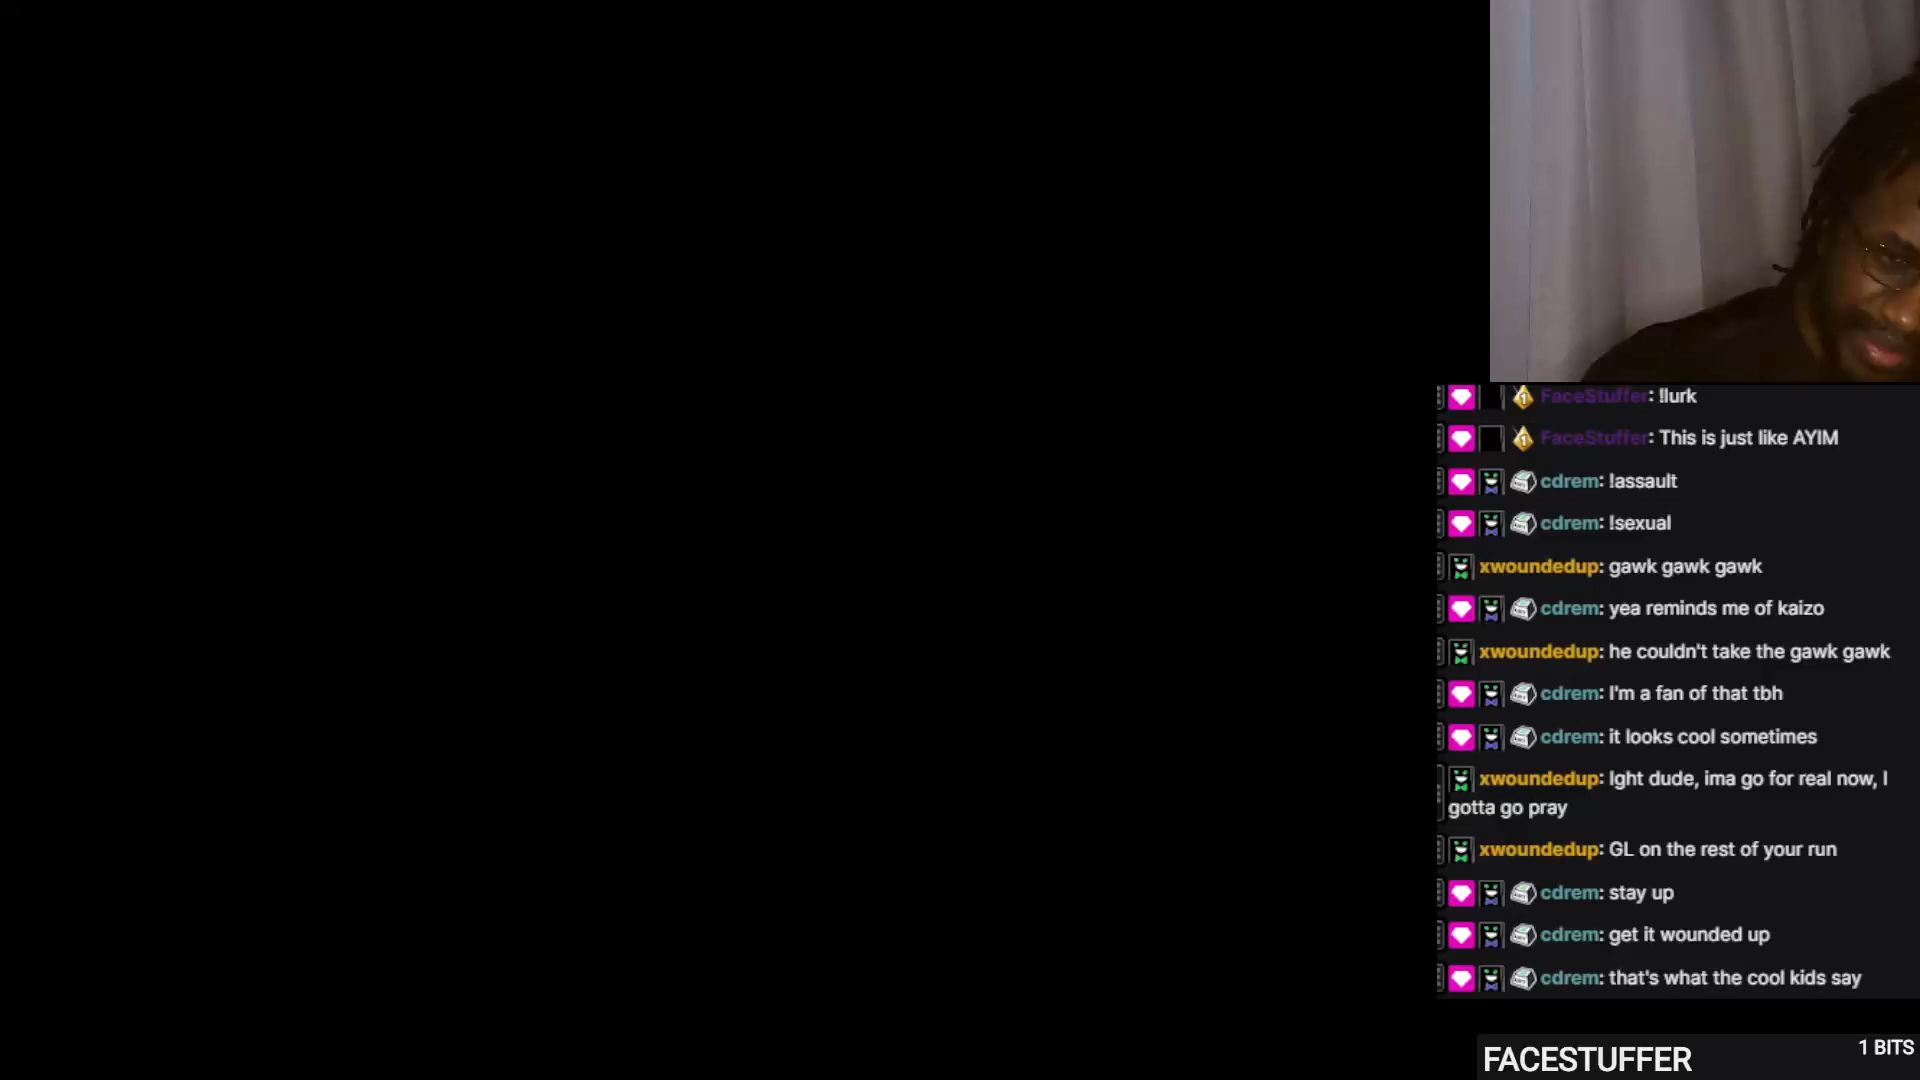 FaceStuffer: !lurk
FaceStuffer: This is just like AYIM
cdrem: !assault
cdrem: !sexual
xwoundedup: gawk gawk gawk
cdrem: yea reminds me of kaizo
xwoundedup: he couldn't take the gawk gawk
cdrem: I'm a fan of that tbh
cdrem: it looks cool sometimes
xwoundedup: Ight dude, ima go for real now, I
gotta go pray
xwoundedup: GL on the rest of your run
cdrem: stay up
cdrem: get it wounded up
cdrem: that's what the cool kids say
FACESTUFFER
1 BITS